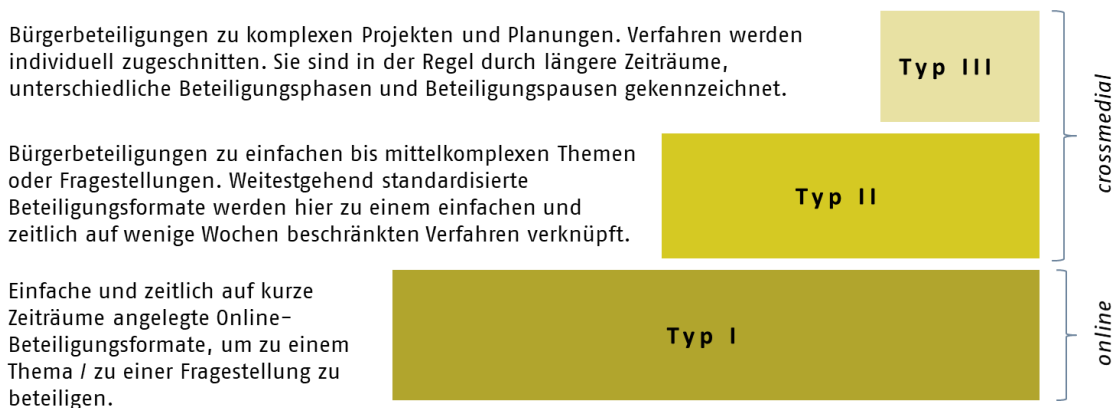 Bürgerbeteiligungen zu komplexen Projekten und Planungen. Verfahren werden
individuell zugeschnitten. Sie sind in der Regel durch längere Zeiträume,
unterschiedliche Beteiligungsphasen und Beteiligungspausen gekennzeichnet.
Typ III
crossmedial
Bürgerbeteiligungen zu einfachen bis mittelkomplexen Themen
oder Fragestellungen. Weitestgehend standardisierte
Beteiligungsformate werden hier zu einem einfachen und
zeitlich auf wenige Wochen beschränkten Verfahren verknüpft.
Typ II
Einfache und zeitlich auf kurze
Zeiträume angelegte Online-
Beteiligungsformate, um zu einem
Thema / zu einer Fragestellung zu
beteiligen.
Typ I
online